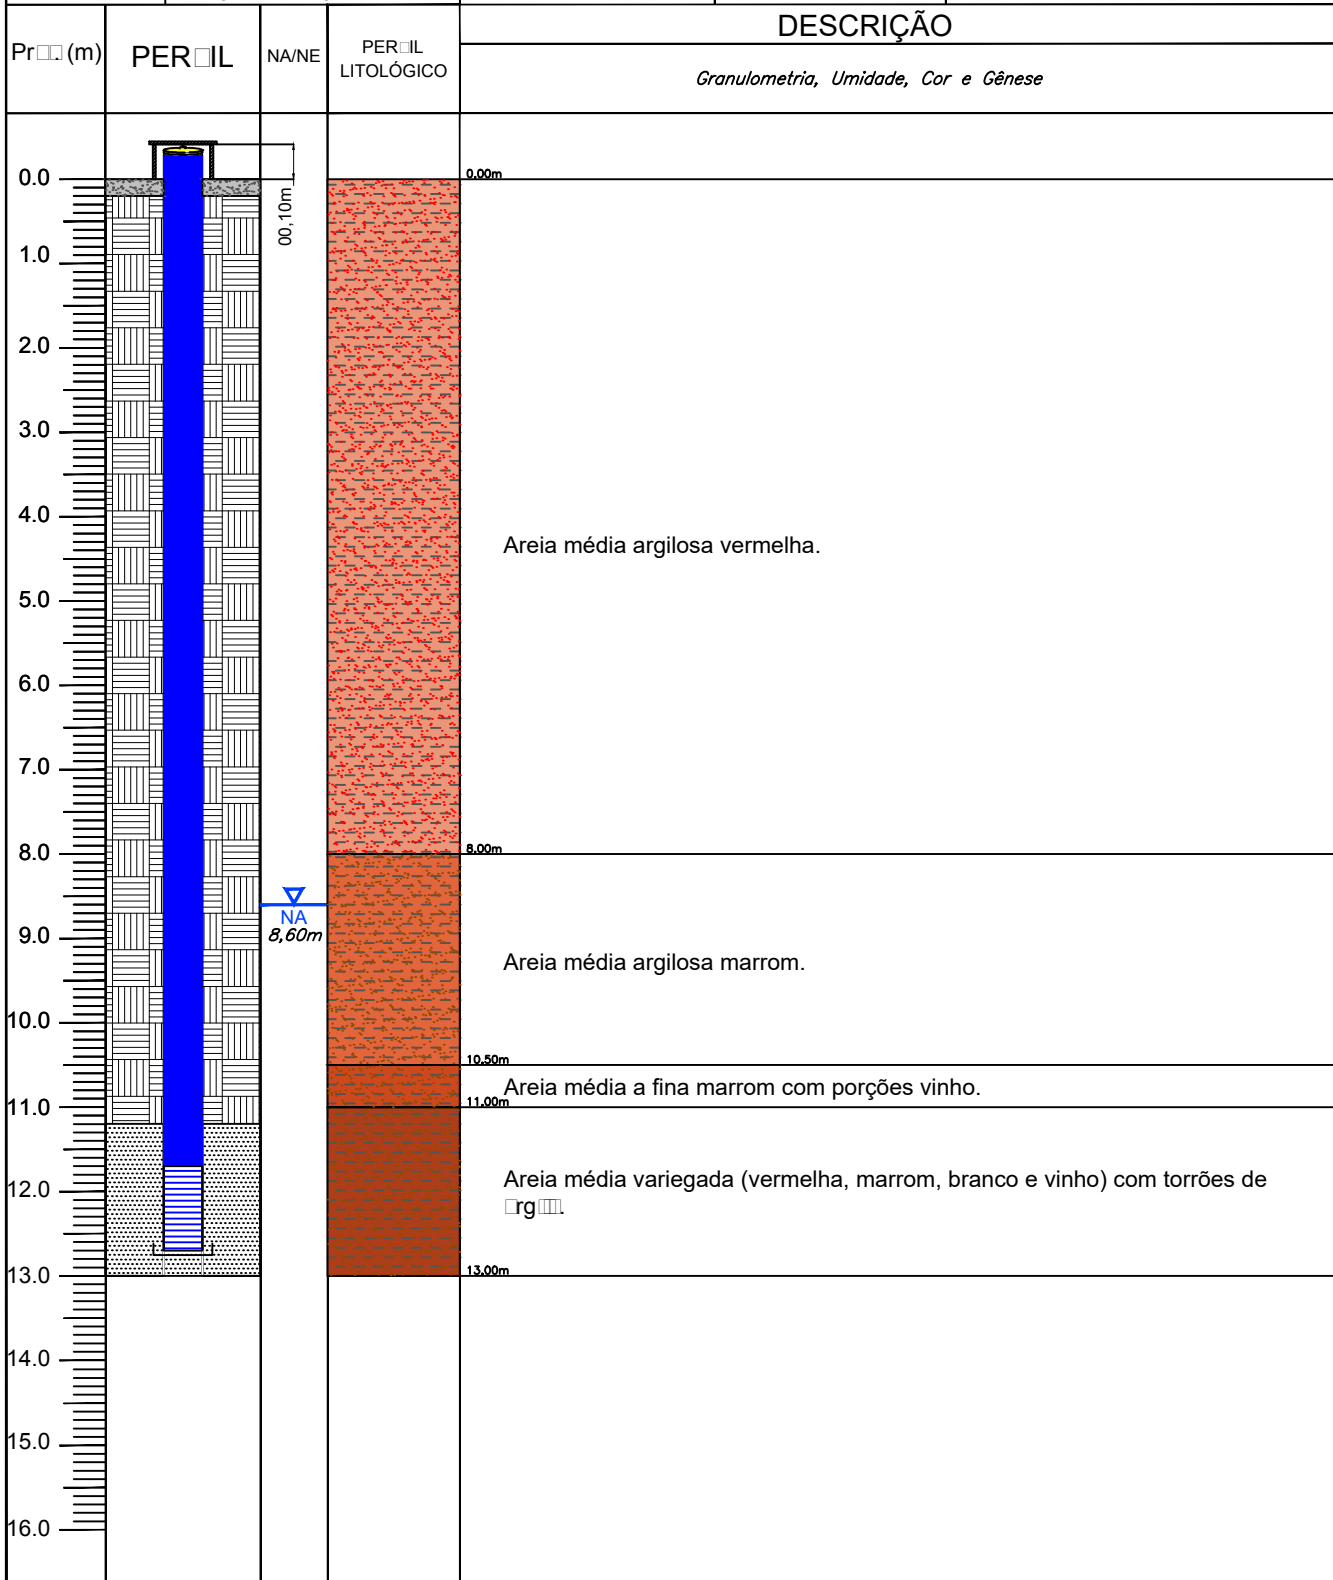 (m)
NA/NE
LITOLÓGICO
DESCRIÇÃO
Granulometria, Umidade, Cor e Gênese
00,10m
0.0
1.0
2.0
3.0
4.0
5.0
6.0
7.0
8.0
9.0
10.0
11.0
12.0
13.0
14.0
15.0
16.0
NA
8,60m
0.00m
Areia média argilosa vermelha.
8.00m
Areia média argilosa marrom.
10.50m
Areia média a fina marrom com porções vinho.
11.00m
Areia média variegada (vermelha, marrom, branco e vinho) com torrões de
13.00m